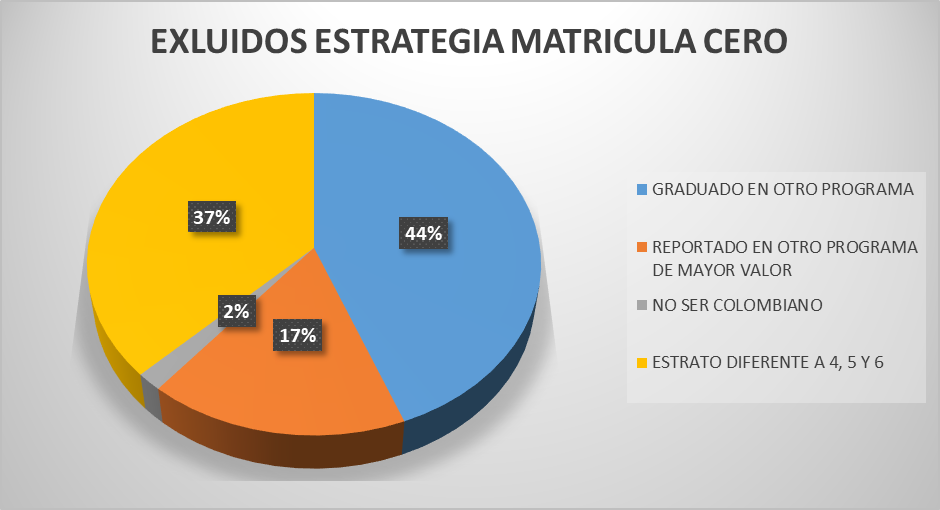 EXLUIDOS ESTRATEGIA MATRICULA CERO
37%
44%
2%
17%
GRADUADO EN OTRO PROGRAMA
REPORTADO EN OTRO PROGRAMA
DE MAYOR VALOR
NO SER COLOMBIANO
ESTRATO DIFERENTE A 4, 5 Y 6